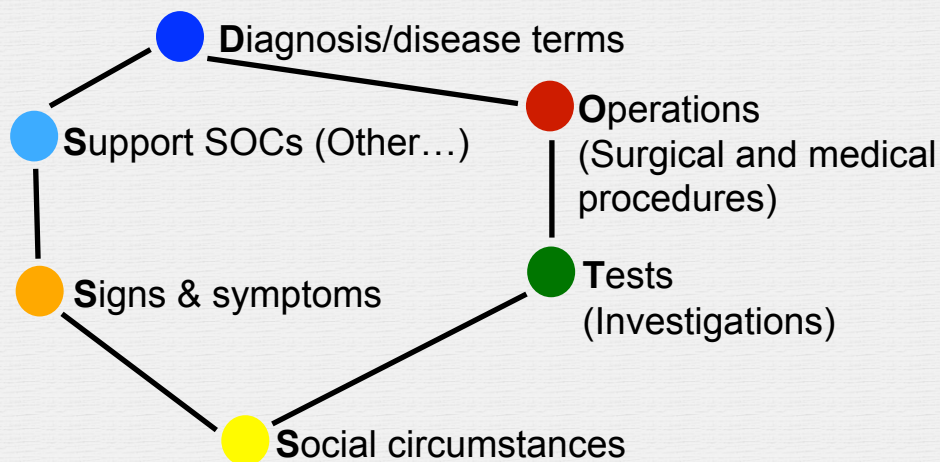 Diagnosis/disease terms
Operations
(Surgical and medical
procedures)
Support SOCs (Other…)
Tests
(Investigations)
Signs & symptoms
Social circumstances